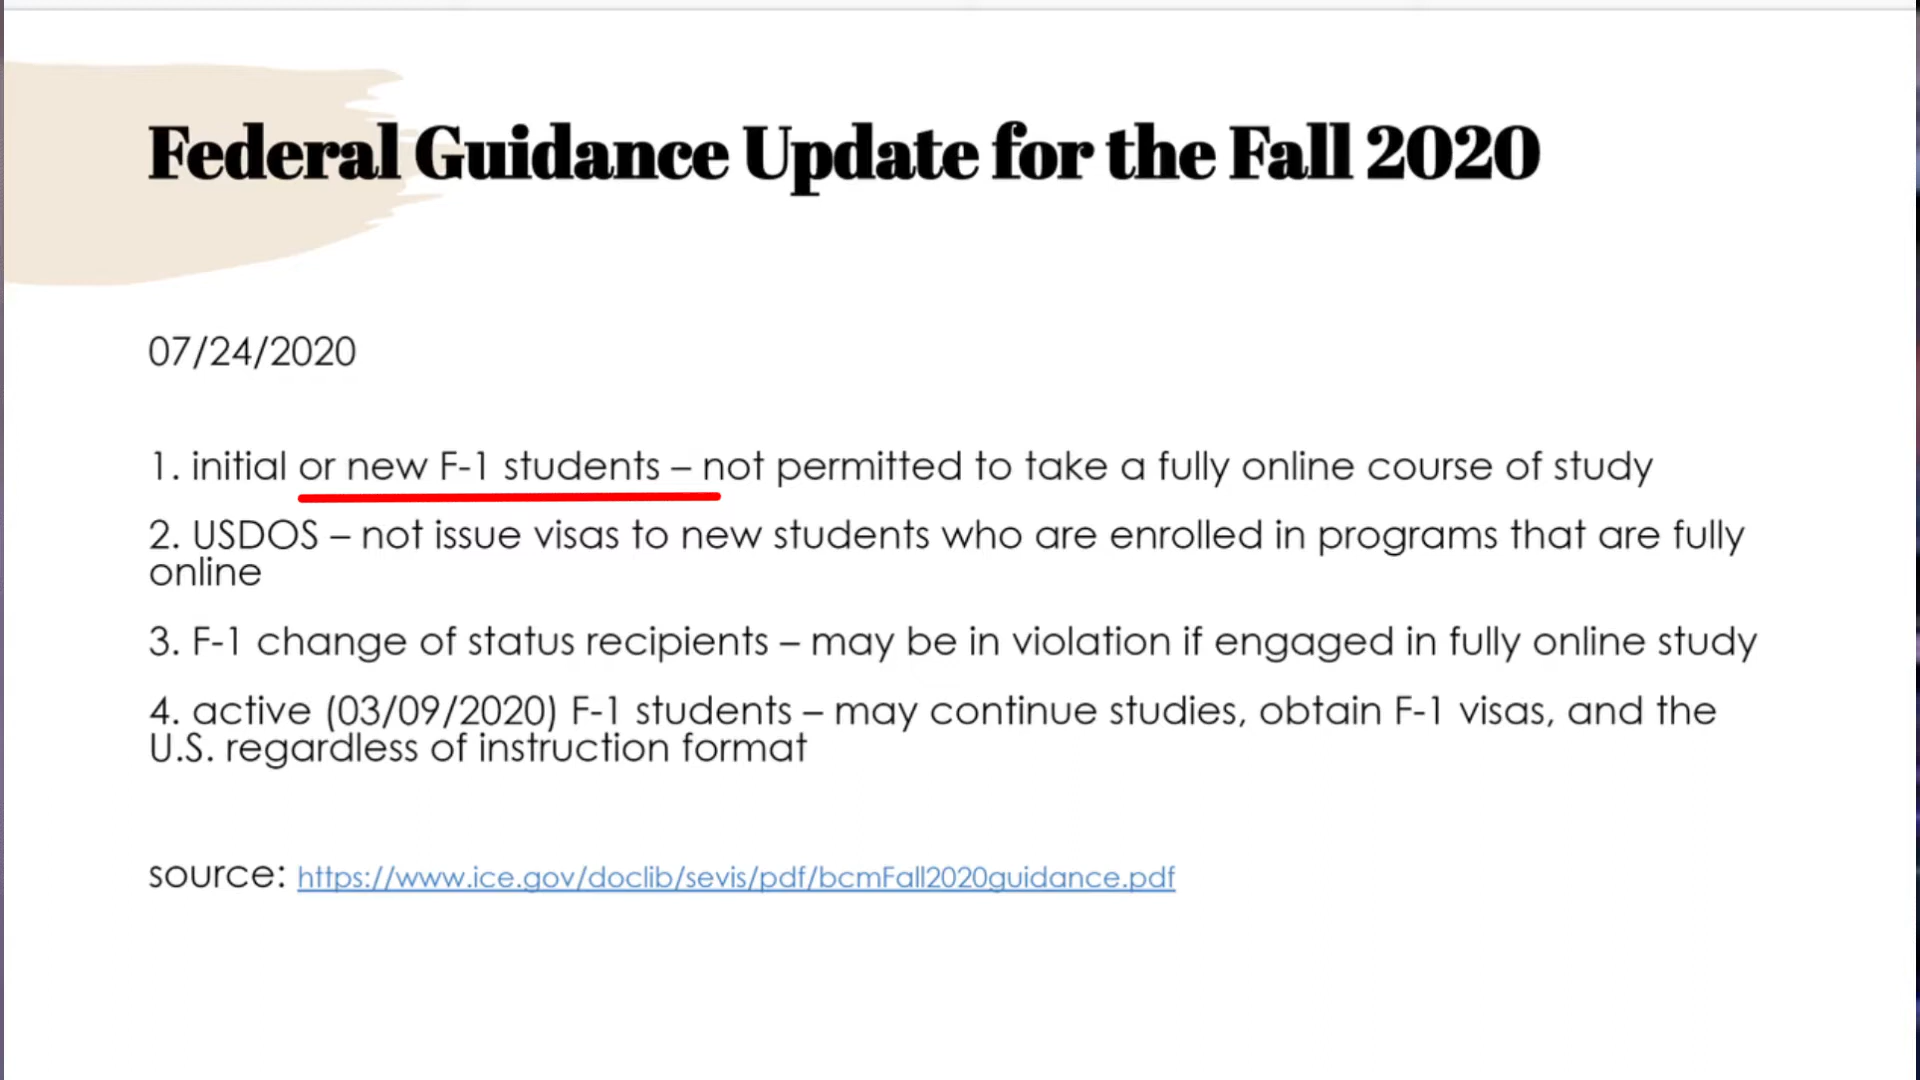 Federal Guidance Update for the Fall 2020
07/24/2020
1. initial or new F-1 students – not permitted to take a fully online course of study
2. USDOS – not issue visas to new students who are enrolled in programs that are fully
online
3. F-1 change of status recipients – may be in violation if engaged in fully online study
4. active (03/09/2020) F-1 students – may continue studies, obtain F-1 visas, and the
U.S. regardless of instruction format
source: https://www.ice.gov/doclib/sevis/pdf/bcmFall2020guidance.pdf